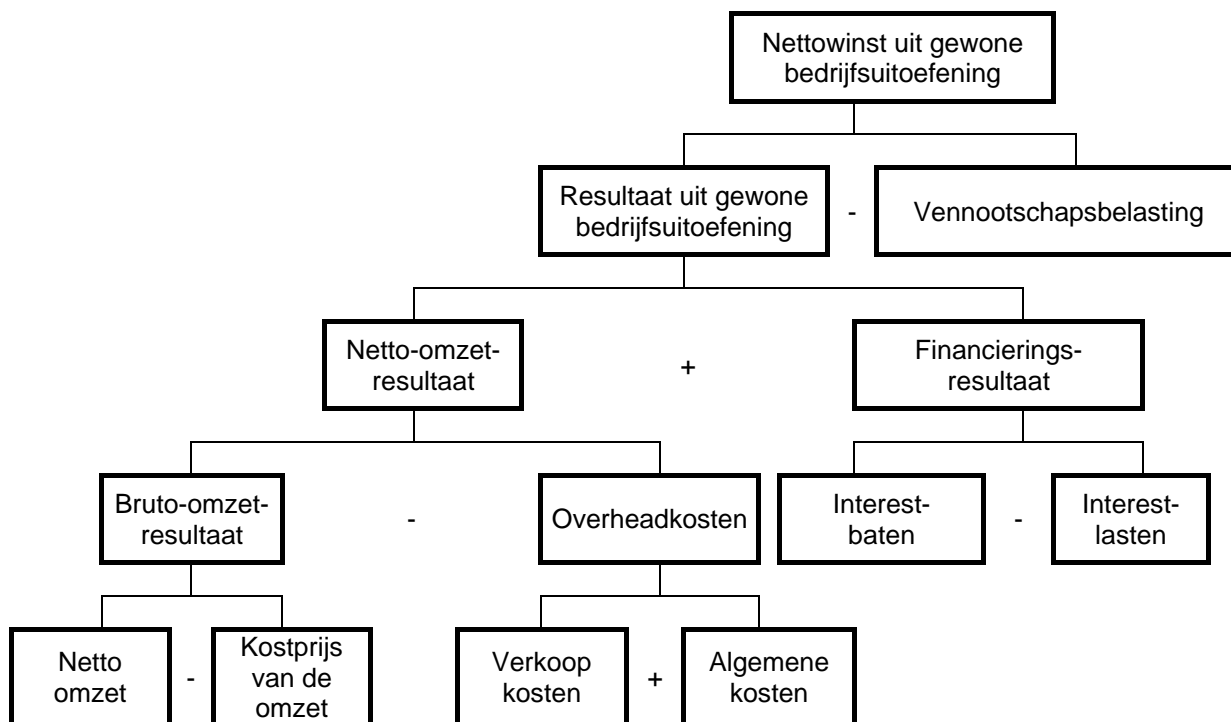 Nettowinst uit gewone
bedrijfsuitoefening
Resultaat uit gewone
bedrijfsuitoefening
-
Vennootschapsbelasting
Netto-omzet-
resultaat
+
Financierings-
resultaat
Bruto-omzet-
resultaat
-
Overheadkosten
Interest-
baten
-
Interest-
lasten
Netto
omzet
-
Kostprijs
van de
omzet
Verkoop
kosten
+
Algemene
kosten